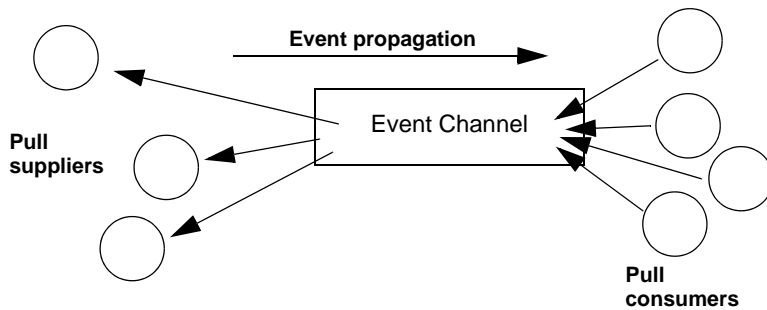 Event propagation
Event Channel
Pull
suppliers
Pull
consumers